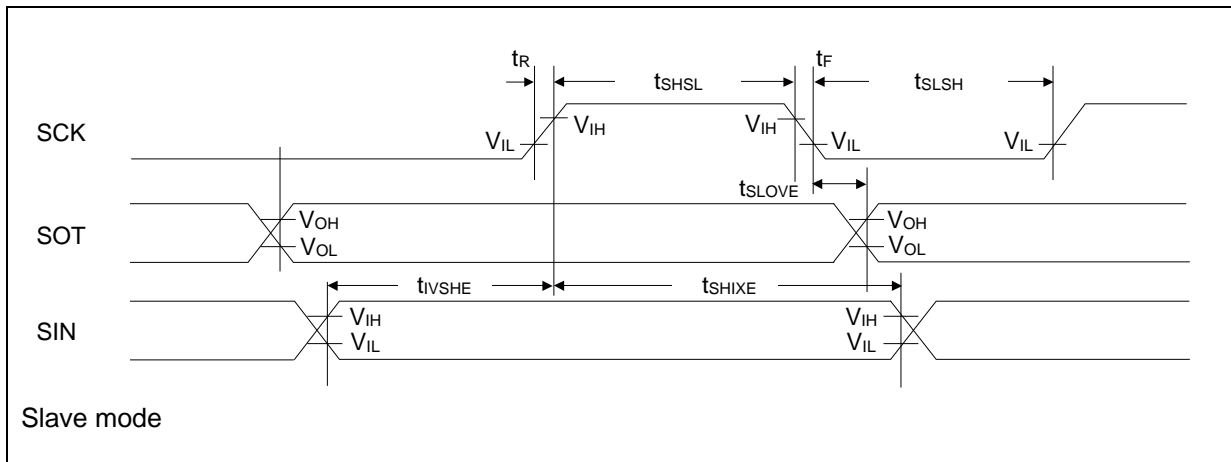 tR tF
tSHSL tSLSH
SCK VIL VIH VIH VIL VIL
tSLOVE
SOT VOH VOL VOH VOL
tIVSHE tSHIXE
SIN VIH VIL VIH VIL
Slave mode